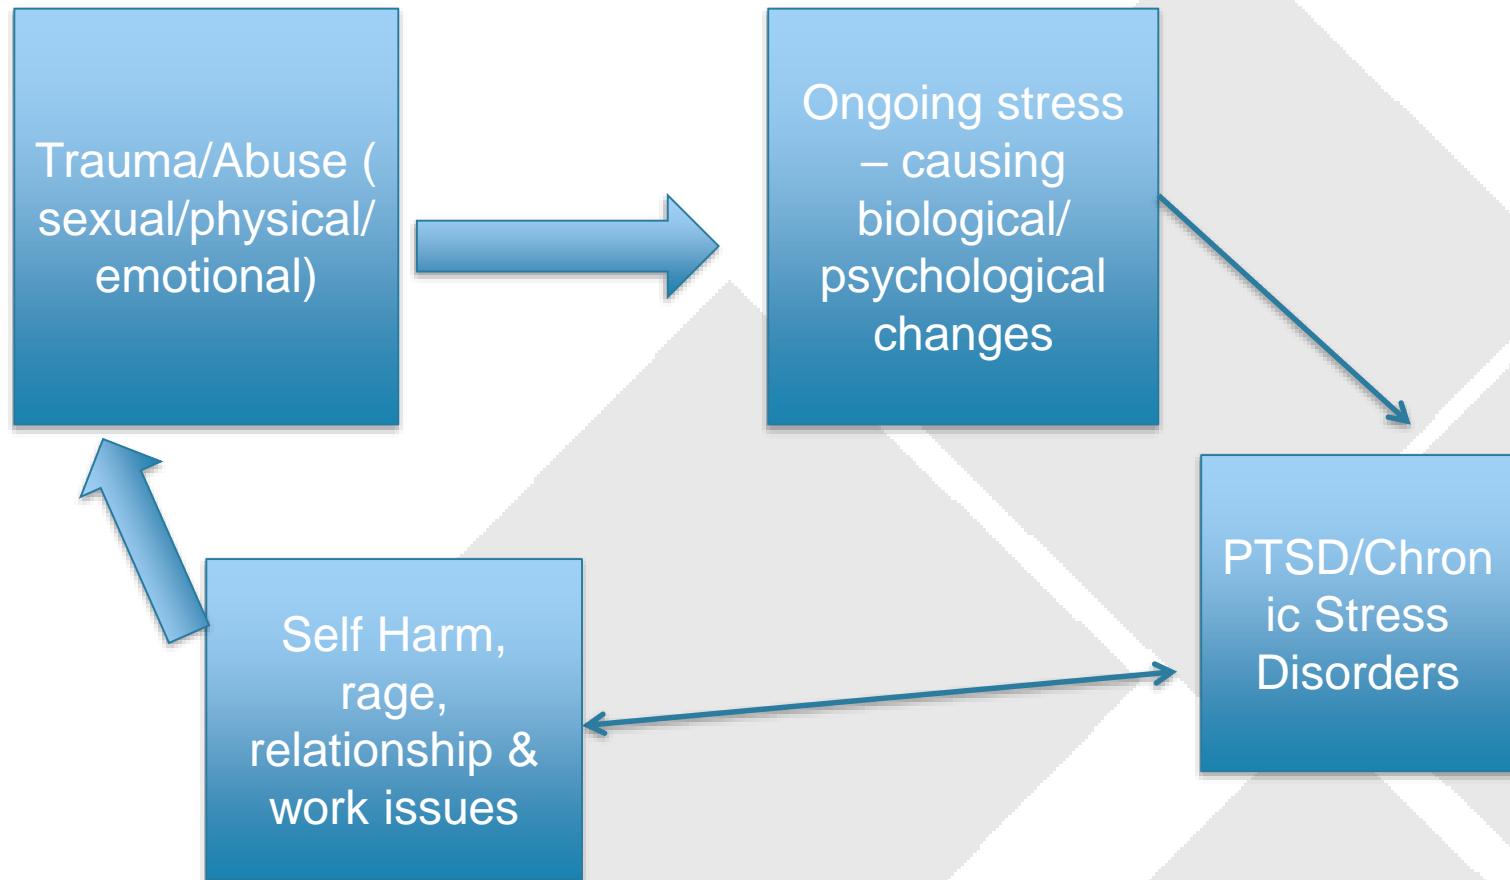 Trauma/Abuse (
sexual/physical/
emotional)
Ongoing stress
– causing
biological/
psychological
changes
PTSD/Chron
ic Stress
Disorders
Self Harm,
rage,
relationship &
work issues